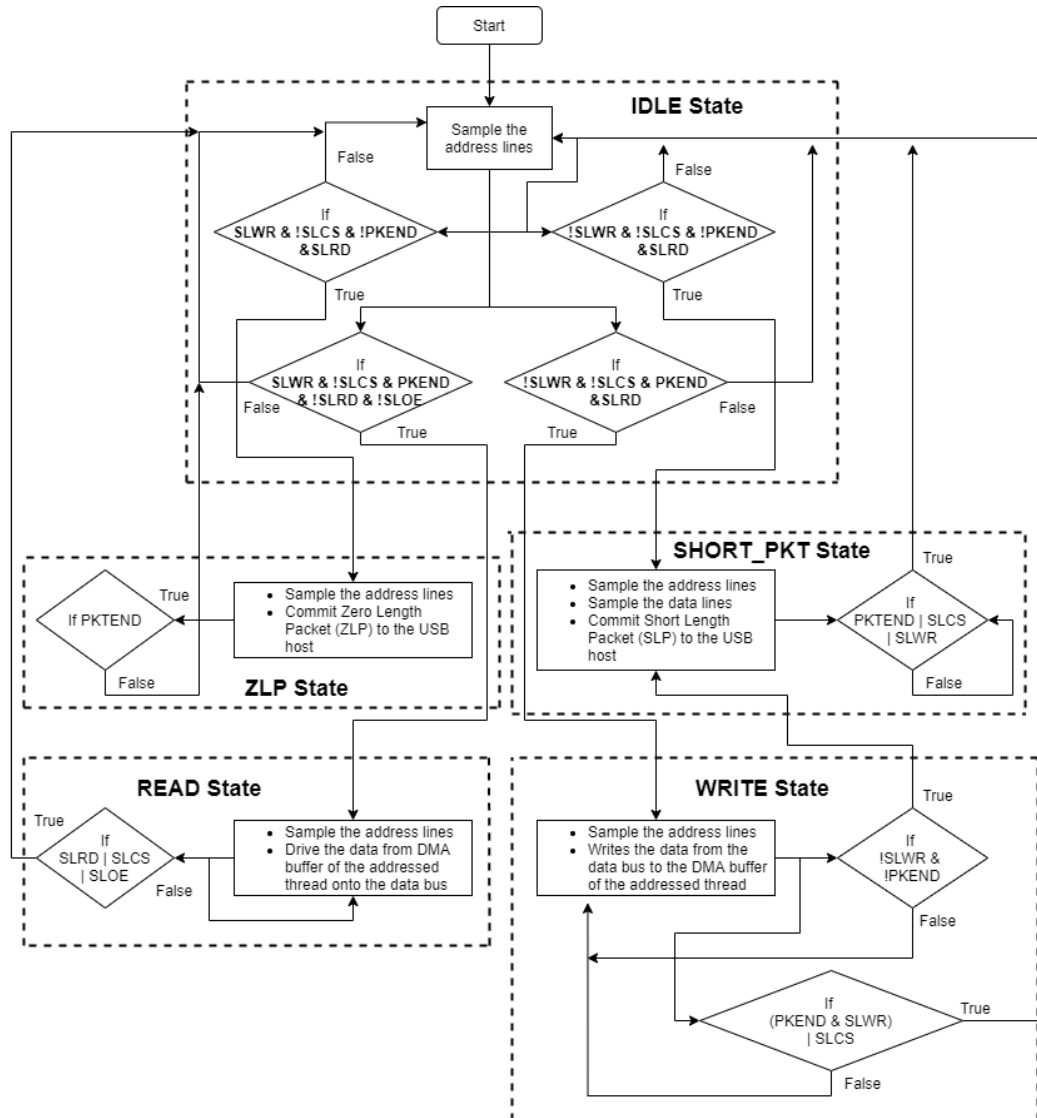 Start
IDLE State
Sample the
address lines
False
False
If
SLWR & !SLCS & !PKEND
&SLRD
If
!SLWR & !SLCS & !PKEND
&SLRD
True
True
If
SLWR & !SLCS & PKEND
& !SLRD & !SLOE
If
!SLWR & !SLCS & PKEND
&SLRD
False
False
True
True
SHORT_PKT State
If PKTEND
True
• Sample the address lines
• Commit Zero Length
Packet (ZLP) to the USB
host
False
ZLP State
• Sample the address lines
• Sample the data lines
• Commit Short Length
Packet (SLP) to the USB
host
True
If
PKTEND | SLCS
| SLWR
False
READ State
True
If
SLRD | SLCS
| SLOE
False
• Sample the address lines
• Drive the data from DMA
buffer of the addressed
thread onto the data bus
WRITE State
• Sample the address lines
• Writes the data from the
data bus to the DMA buffer
of the addressed thread
True
If
!SLWR &
!PKEND
False
If
(PKEND & SLWR)
| SLCS
True
False